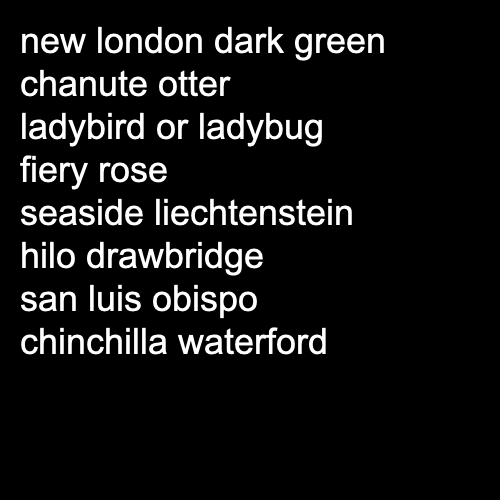 new london dark green
chanute otter
ladybird or ladybug
fiery rose
seaside liechtenstein
hilo drawbridge
san luis obispo
chinchilla waterford